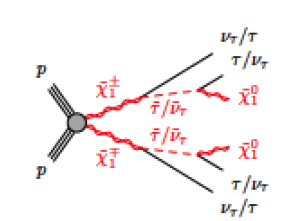 ν_τ/τ
τ/ν_τ
p χ̃₁^± χ̃₁⁰
τ̃/ν̃_τ
τ̃/ν̃_τ
χ̃₁^∓ χ̃₁⁰
p
τ/ν_τ
ν_τ/τ